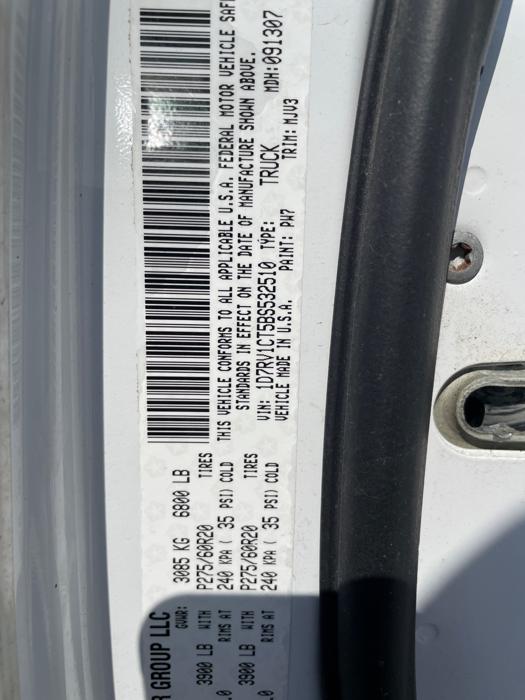 R GROUP LLC
GVWR: 3085 KG 6800 LB
3900 LB WITH P275/60R20 TIRES
.0 RIMS AT 240 KPA ( 35 PSI) COLD
3900 LB WITH P275/60R20 TIRES
.0 RIMS AT 240 KPA ( 35 PSI) COLD
THIS VEHICLE CONFORMS TO ALL APPLICABLE U.S.A. FEDERAL MOTOR VEHICLE SAF
STANDARDS IN EFFECT ON THE DATE OF MANUFACTURE SHOWN ABOVE.
VIN: 1D7RV1CT5BS532510 TYPE: TRUCK MDH:091307
VEHICLE MADE IN U.S.A. PAINT: PW7 TRIM: MJV3